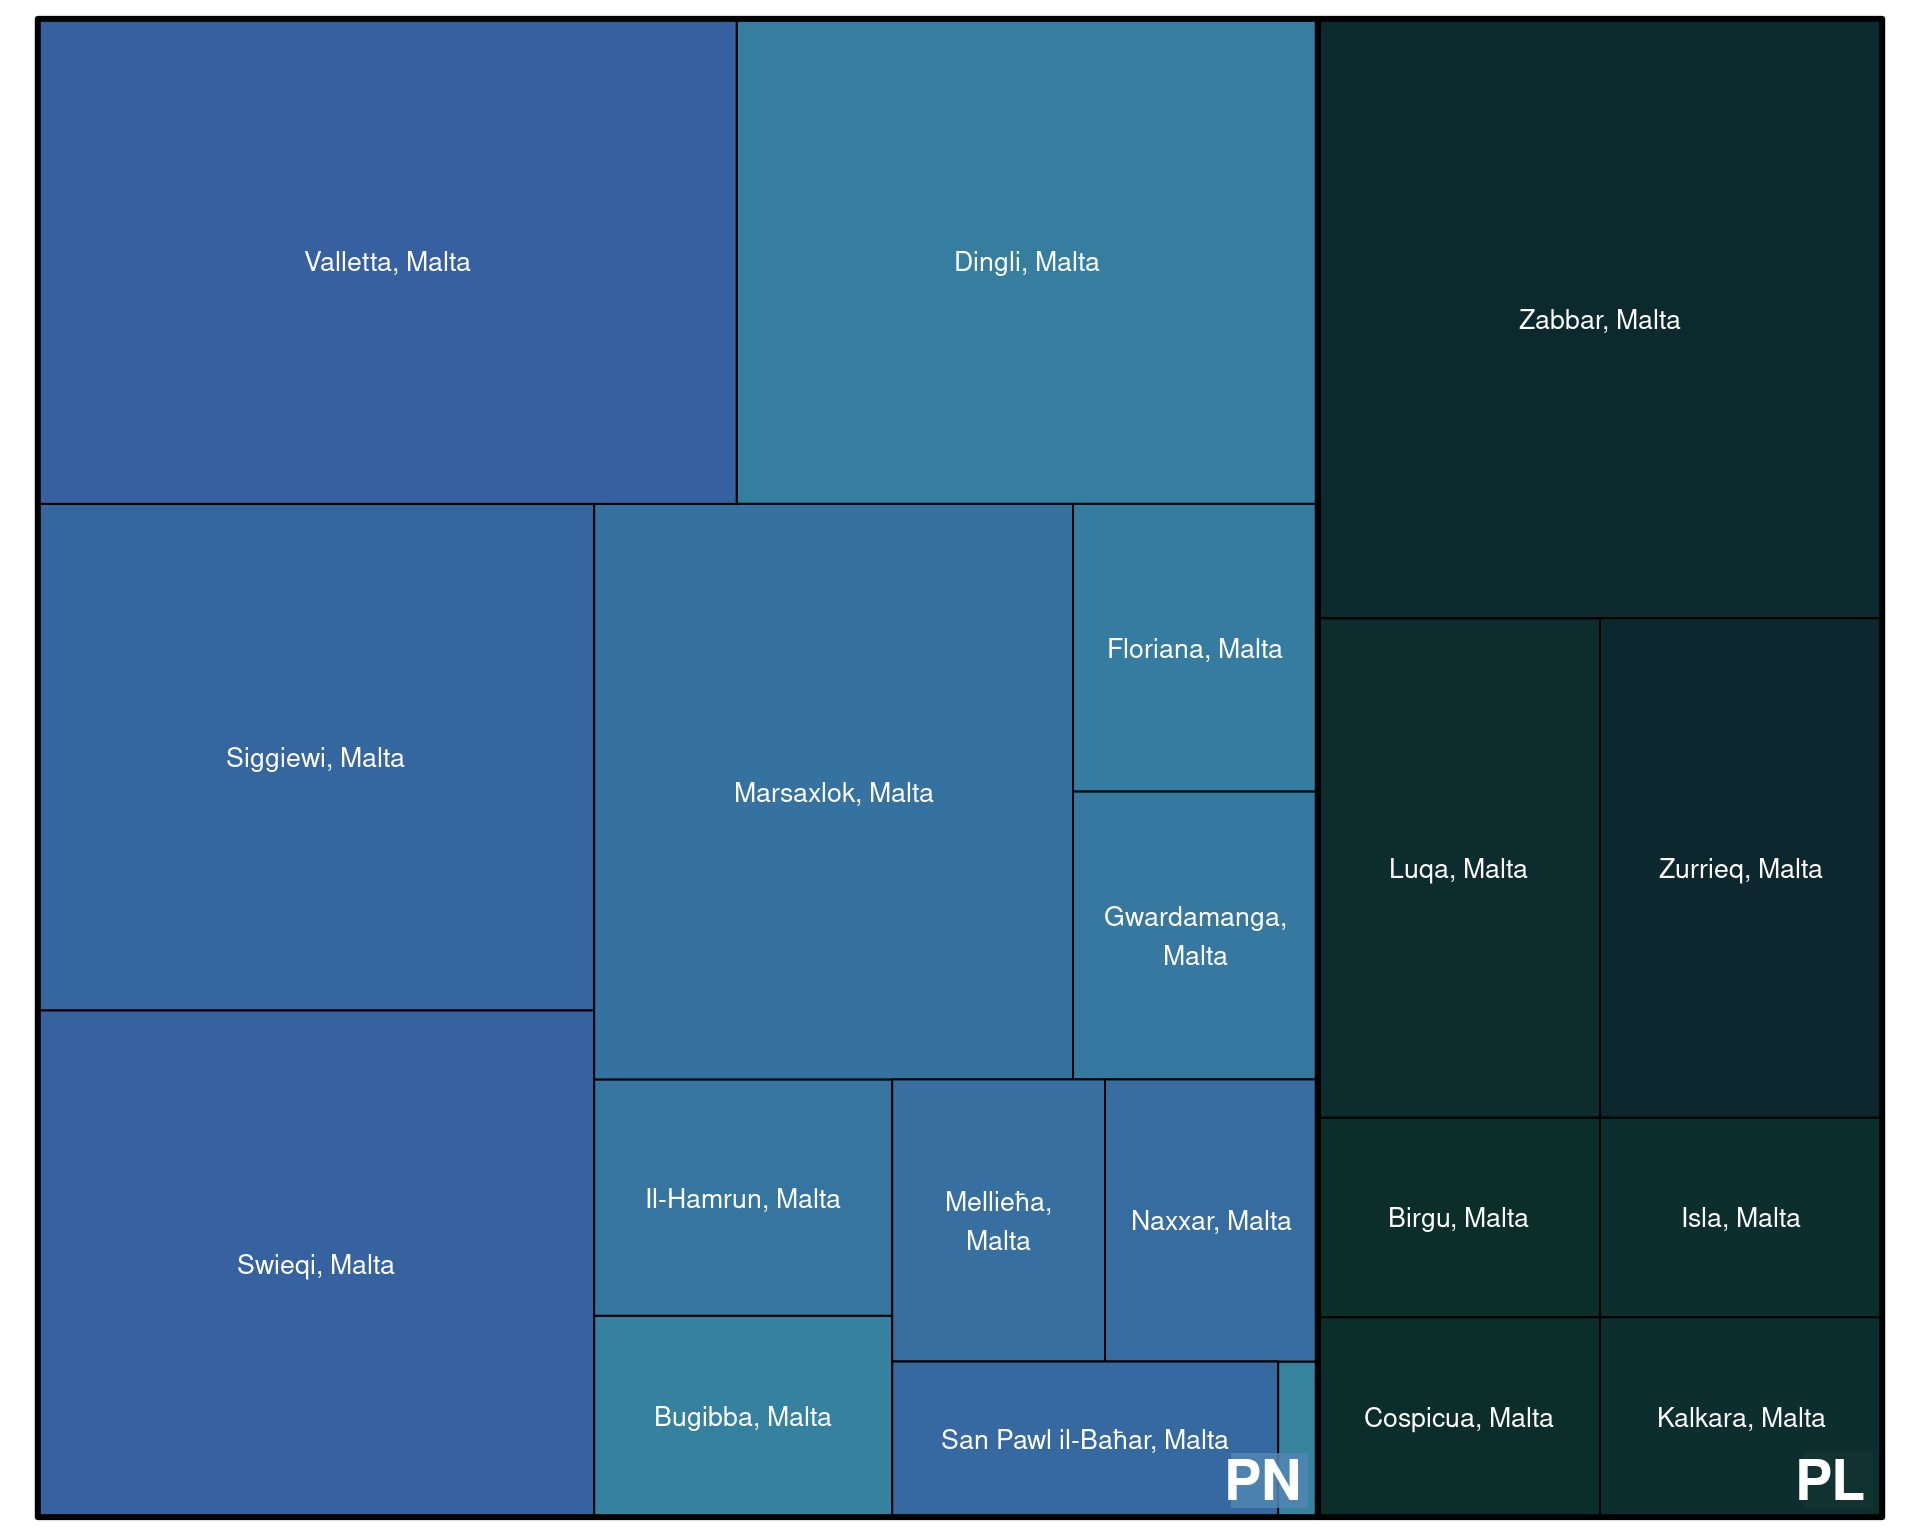 Valletta, Malta
Dingli, Malta
Zabbar, Malta
Siggiewi, Malta
Marsaxlok, Malta
Floriana, Malta
Gwardamanga,
Malta
Luqa, Malta
Zurrieq, Malta
Swieqi, Malta
Il-Hamrun, Malta
Mellieħa,
Malta
Naxxar, Malta
Birgu, Malta
Isla, Malta
Bugibba, Malta
San Pawl il-Baħar, Malta
Cospicua, Malta
Kalkara, Malta
PN
PL